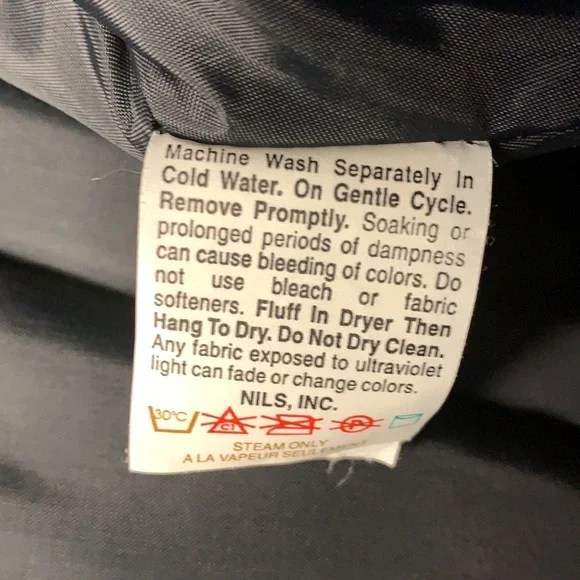 Machine Wash Separately In
Cold Water. On Gentle Cycle.
Remove Promptly. Soaking or
prolonged periods of dampness
can cause bleeding of colors. Do
not use bleach or fabric
softeners. Fluff In Dryer Then
Hang To Dry. Do Not Dry Clean.
Any fabric exposed to ultraviolet
light can fade or change colors.
NILS, INC.
30°C Cl P
STEAM ONLY
A LA VAPEUR SEULEMENT